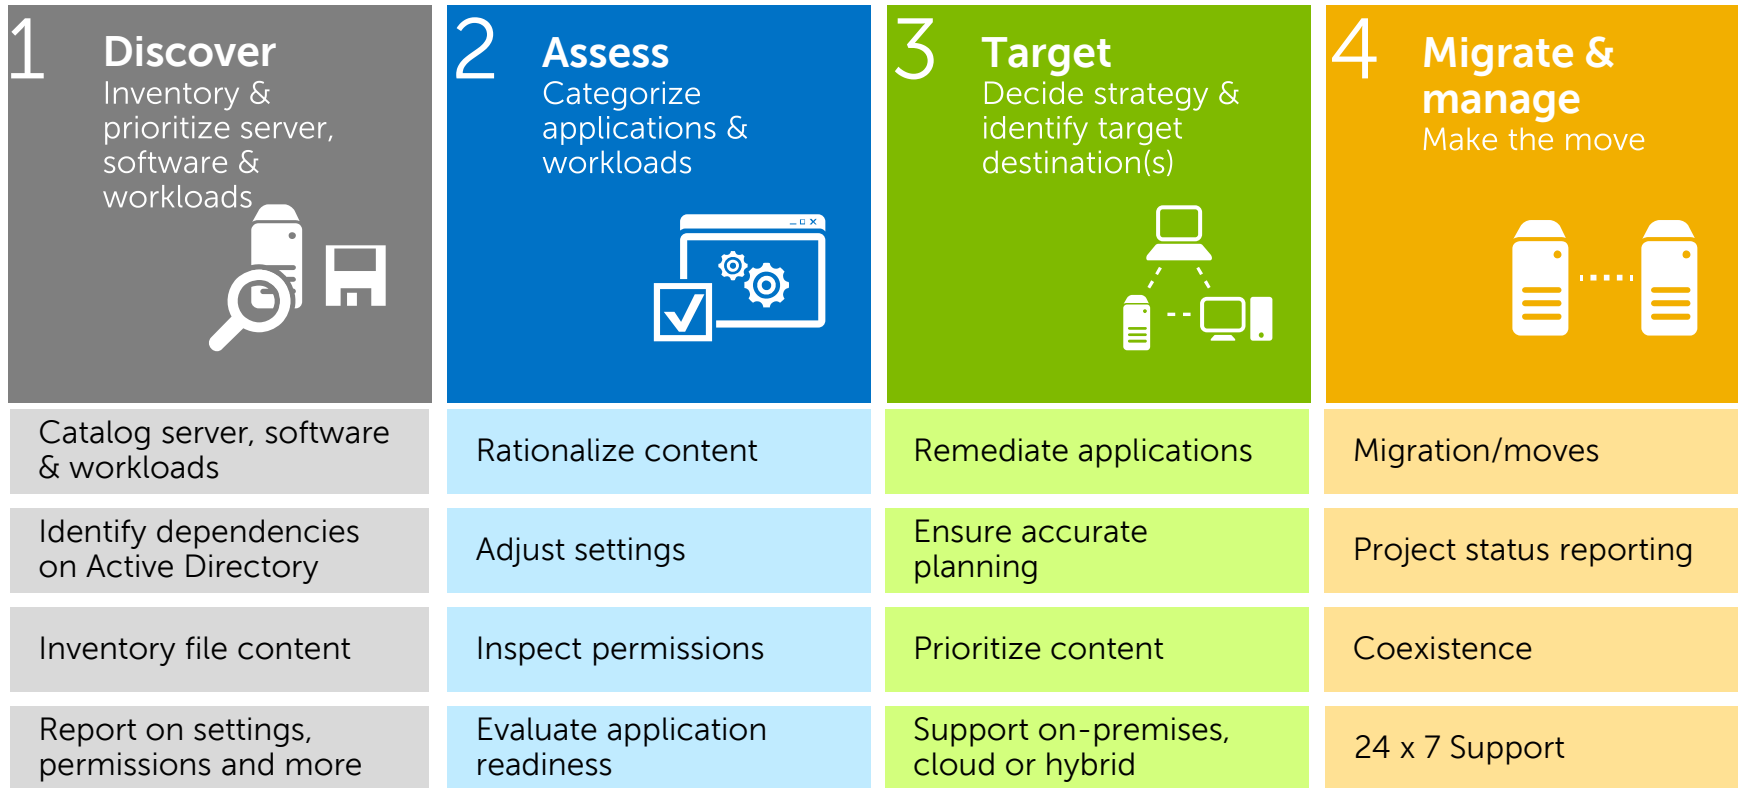 1
Discover
Inventory &
prioritize server,
software &
workloads
2
Assess
Categorize
applications &
workloads
3
Target
Decide strategy &
identify target
destination(s)
4
Migrate &
manage
Make the move
Catalog server, software
& workloads
Identify dependencies
on Active Directory
Inventory file content
Report on settings,
permissions and more
Rationalize content
Adjust settings
Inspect permissions
Evaluate application
readiness
Remediate applications
Ensure accurate
planning
Prioritize content
Support on-premises,
cloud or hybrid
Migration/moves
Project status reporting
Coexistence
24 x 7 Support